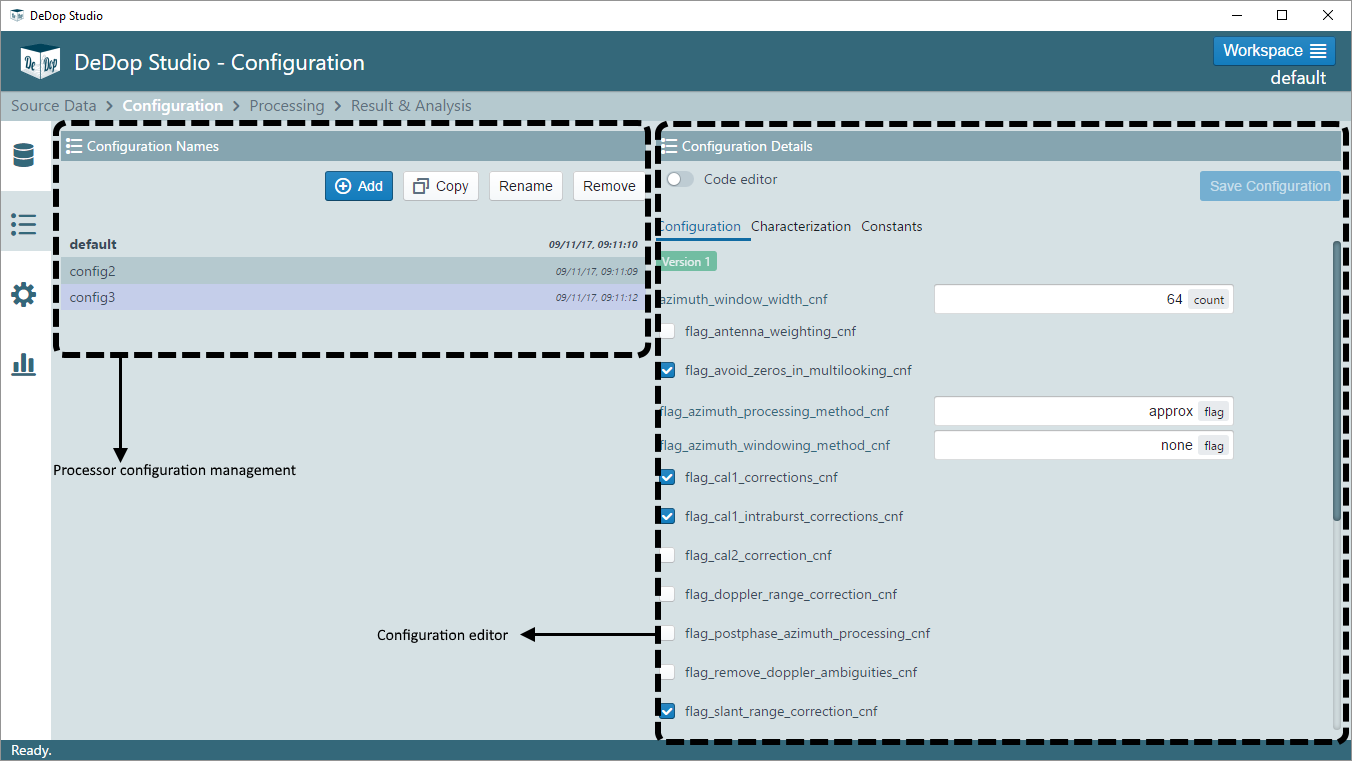 DeDop Studio
De Dop
DeDop Studio - Configuration
Workspace
default
Source Data > Configuration > Processing > Result & Analysis
Configuration Names
Add Copy Rename Remove
default 09/11/17, 09:11:10
config2 09/11/17, 09:11:09
config3 09/11/17, 09:11:12
Processor configuration management
Configuration editor
Configuration Details
Code editor Save Configuration
Configuration Characterization Constants
Version 1
azimuth_window_width_cnf 64 count
flag_antenna_weighting_cnf
flag_avoid_zeros_in_multilooking_cnf
flag_azimuth_processing_method_cnf approx flag
flag_azimuth_windowing_method_cnf none flag
flag_cal1_corrections_cnf
flag_cal1_intraburst_corrections_cnf
flag_cal2_correction_cnf
flag_doppler_range_correction_cnf
flag_postphase_azimuth_processing_cnf
flag_remove_doppler_ambiguities_cnf
flag_slant_range_correction_cnf
Ready.